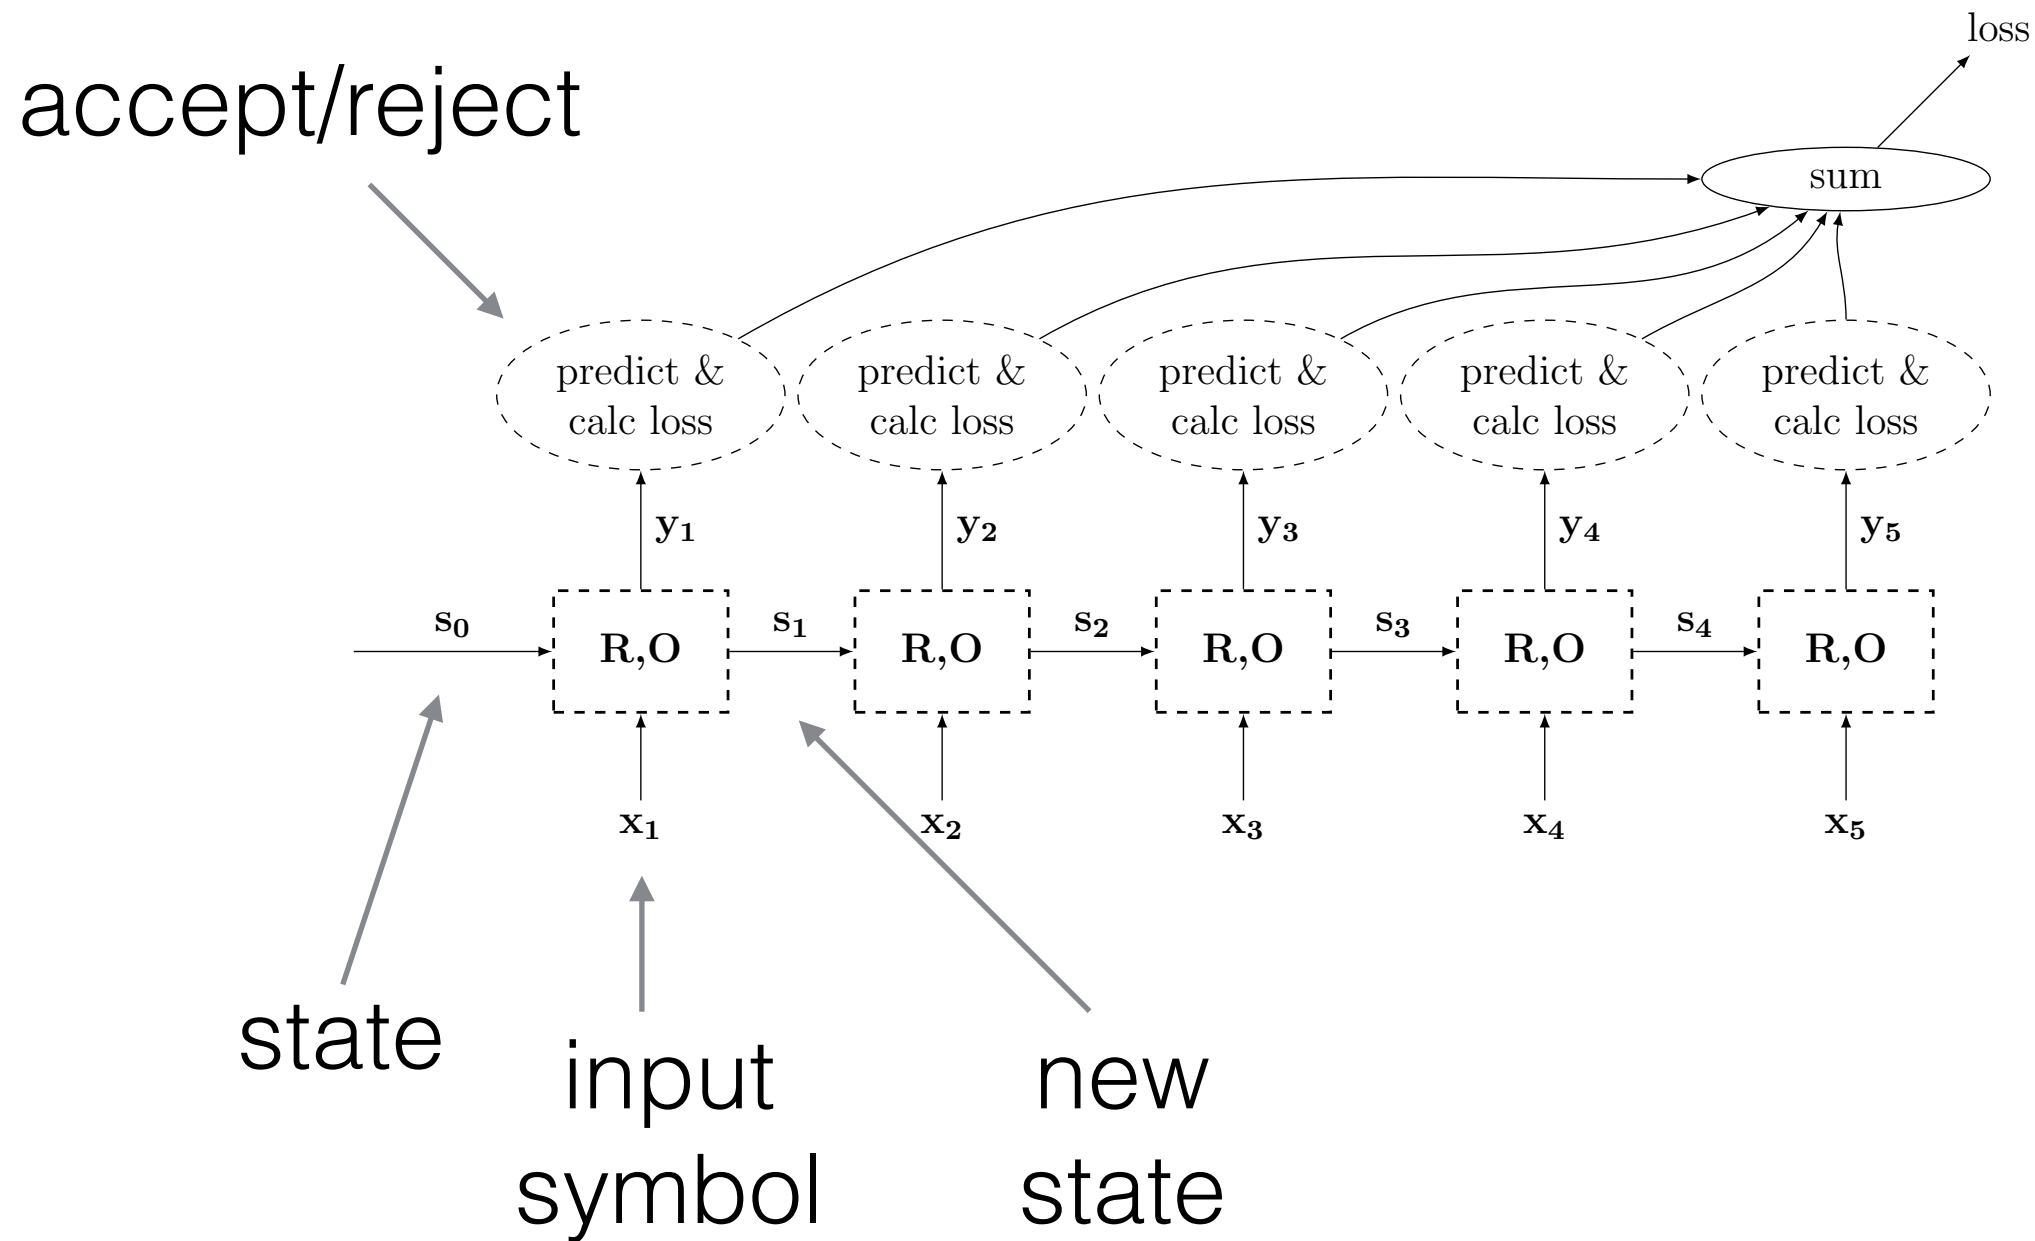 loss
accept/reject
sum
predict & predict & predict & predict & predict &
calc loss calc loss calc loss calc loss calc loss
y₁ y₂ y₃ y₄ y₅
s₀ s₁ s₂ s₃ s₄
R,O R,O R,O R,O R,O
x₁ x₂ x₃ x₄ x₅
state
input
symbol
new
state